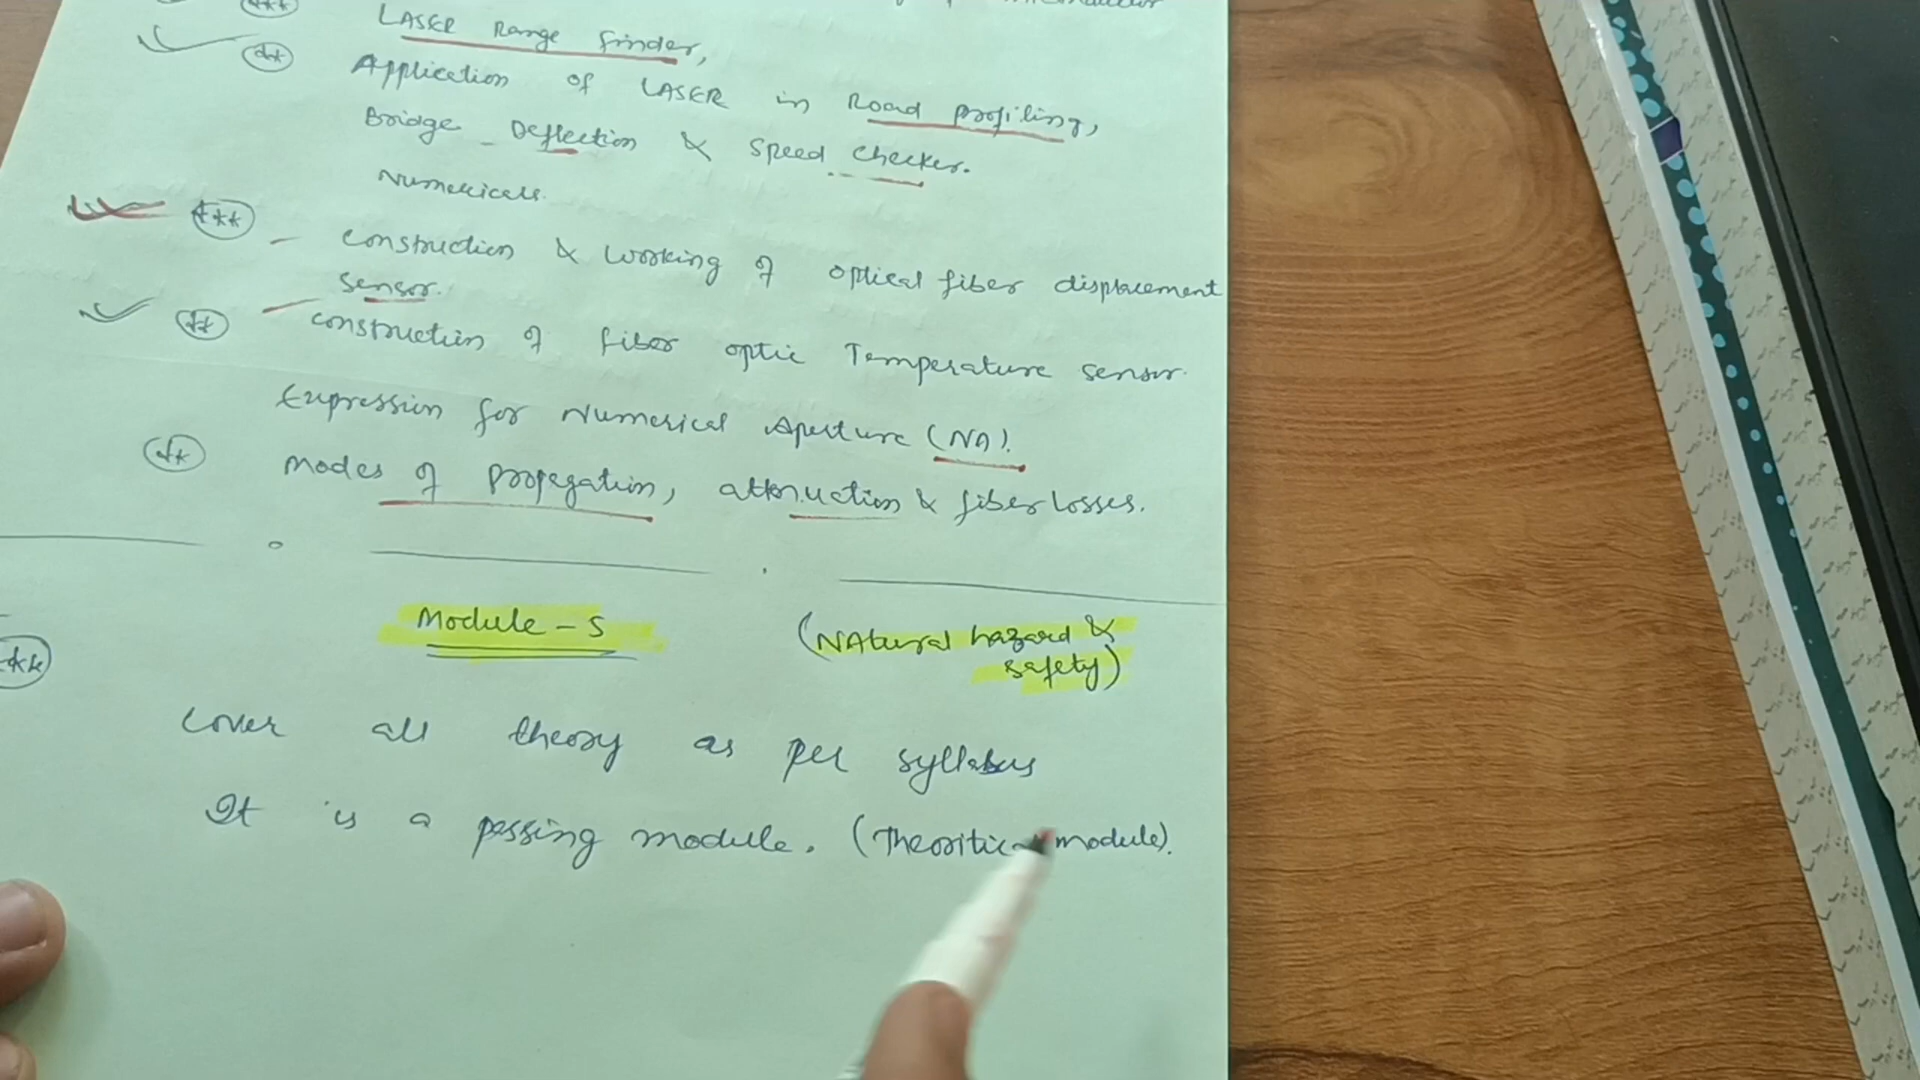 LASER Range finder,
** Application of LASER in Road profiling,
Bridge Deflection & Speed checker.
Numericals.
*** - construction & working of optical fiber displacement
sensor.
** - construction of fiber optic Temperature sensor.
Expression for Numerical Aperture (NA).
** modes of propagation, attenuation & fiber losses.
Module - 5 (NAtural hazard &
safety)
cover all theory as per syllabus
It is a passing module. (Theoritical module).